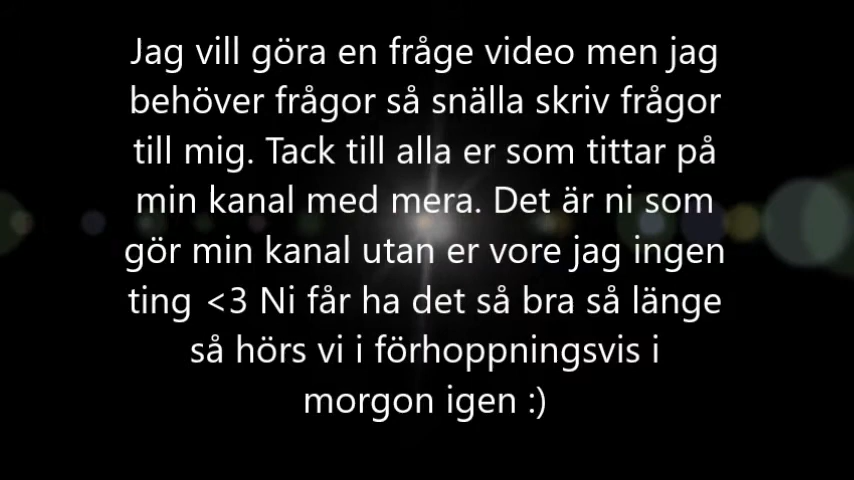 Jag vill göra en fråge video men jag
behöver frågor så snälla skriv frågor
till mig. Tack till alla er som tittar på
min kanal med mera. Det är ni som
gör min kanal utan er vore jag ingen
ting <3 Ni får ha det så bra så länge
så hörs vi i förhoppningsvis i
morgon igen :)